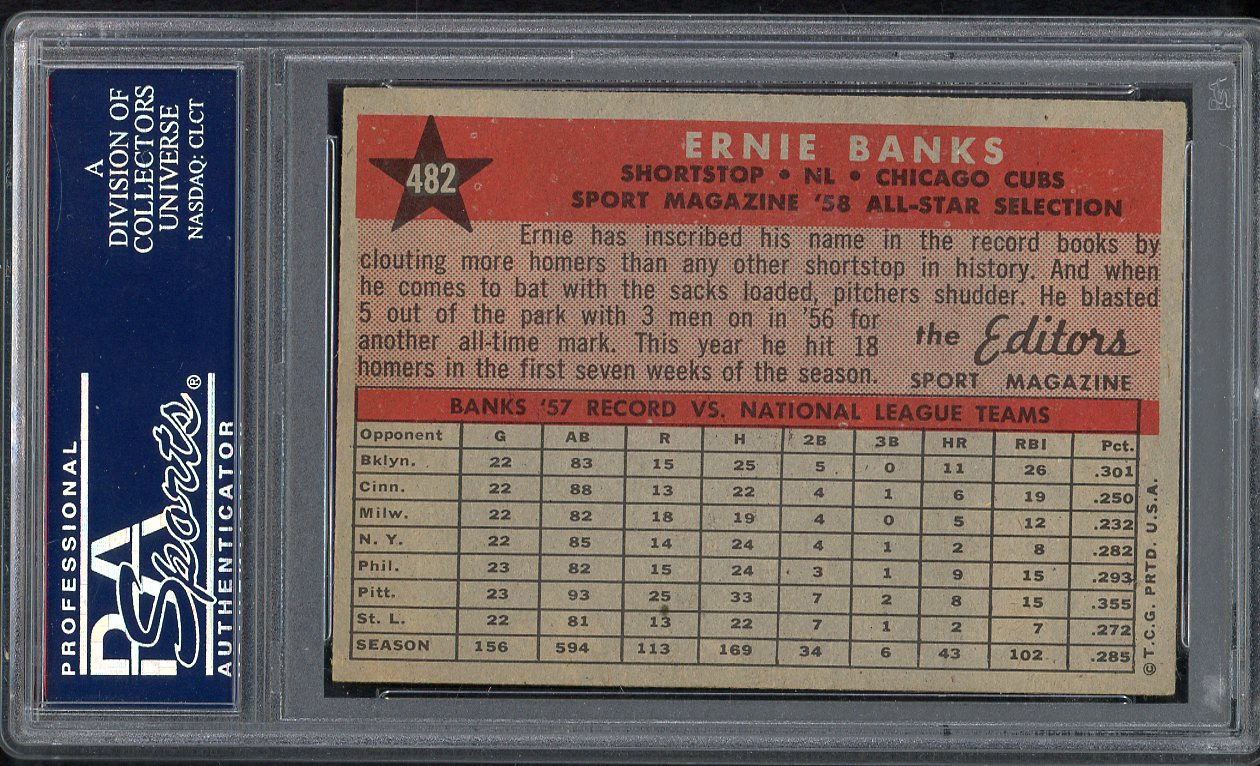 A
DIVISION OF
COLLECTORS
UNIVERSE
NASDAQ: CLCT
PROFESSIONAL
PSA
Sports®
AUTHENTICATOR
482
ERNIE BANKS
SHORTSTOP • NL • CHICAGO CUBS
SPORT MAGAZINE '58 ALL-STAR SELECTION
Ernie has inscribed his name in the record books by
clouting more homers than any other shortstop in history. And when
he comes to bat with the sacks loaded, pitchers shudder. He blasted
5 out of the park with 3 men on in '56 for
another all-time mark. This year he hit 18
homers in the first seven weeks of the season.
the Editors
SPORT MAGAZINE
BANKS '57 RECORD VS. NATIONAL LEAGUE TEAMS
Opponent G AB R H 2B 3B HR RBI Pct.
Bklyn. 22 83 15 25 5 0 11 26 .301
Cinn. 22 88 13 22 4 1 6 19 .250
Milw. 22 82 18 19 4 0 5 12 .232
N. Y. 22 85 14 24 4 1 2 8 .282
Phil. 23 82 15 24 3 1 9 15 .293
Pitt. 23 93 25 33 7 2 8 15 .355
St. L. 22 81 13 22 7 1 2 7 .272
SEASON 156 594 113 169 34 6 43 102 .285
© T.C.G. PRTD. U.S.A.
PSA